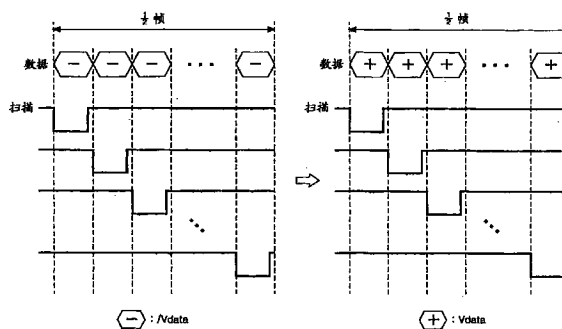 ½ 帧
½ 帧
数据 − − − ··· −
数据 + + + ··· +
扫描
扫描
− : /Vdata
+ : Vdata